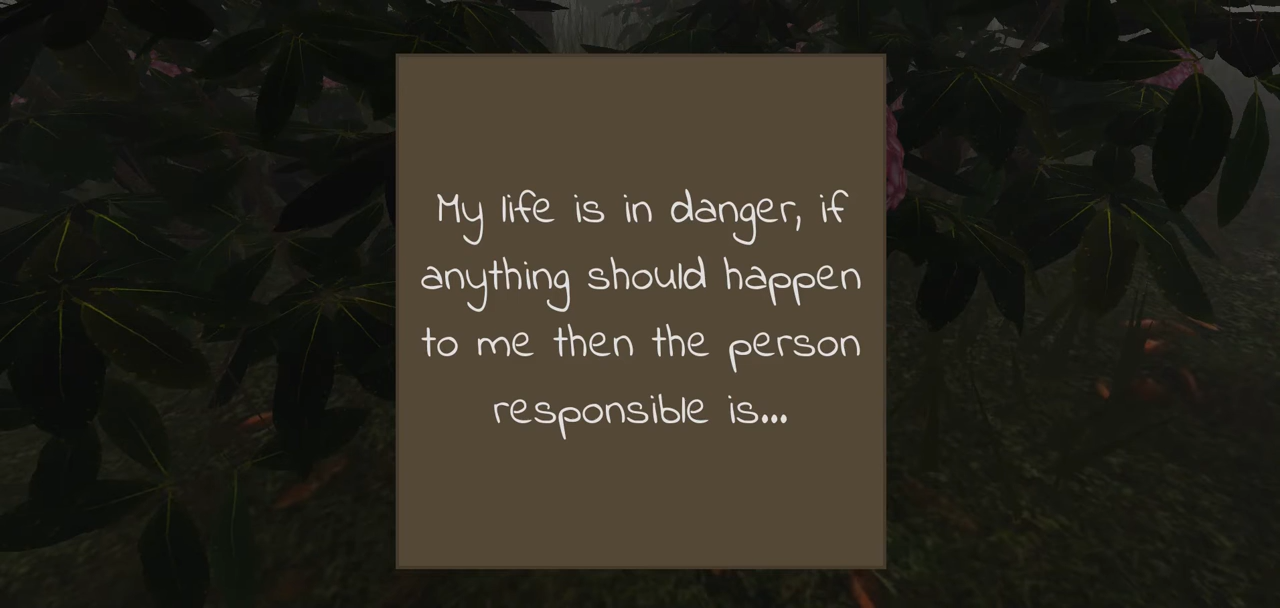 My life is in danger, if
anything should happen
to me then the person
responsible is...